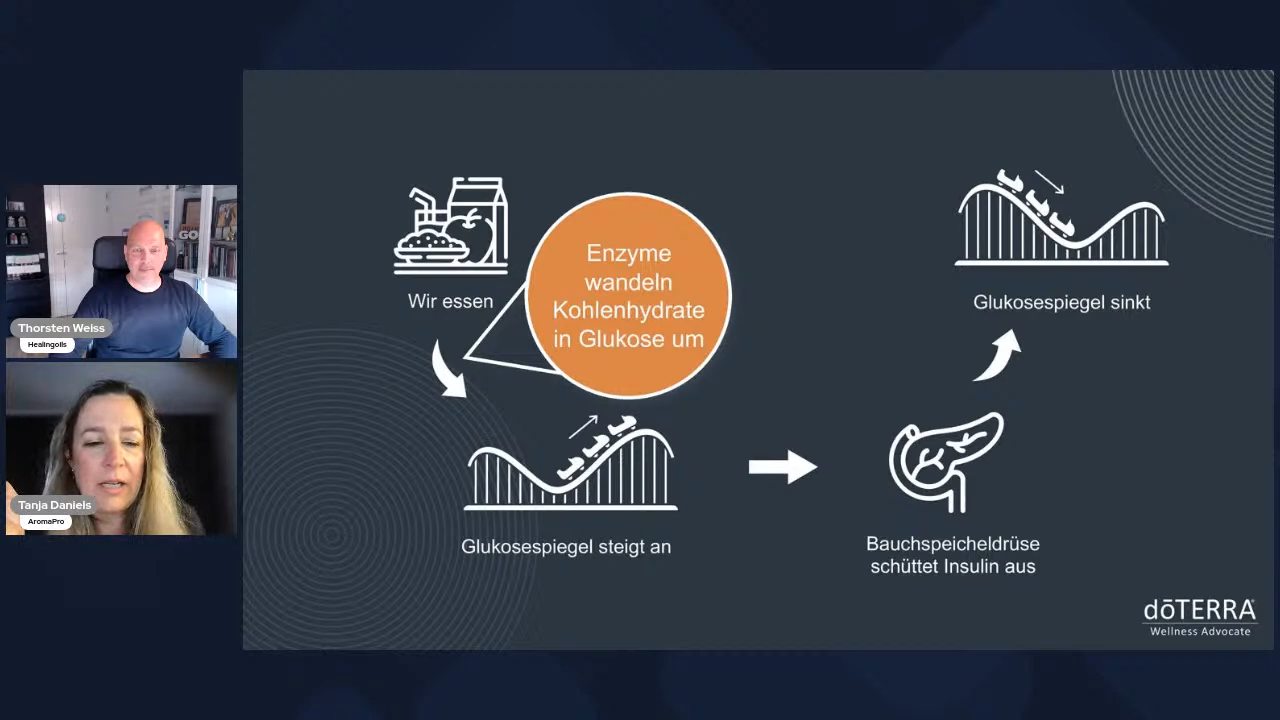 Thorsten Weiss
Healingoils
Tanja Daniels
AromaPro
Wir essen
Enzyme
wandeln
Kohlenhydrate
in Glukose um
Glukosespiegel steigt an
Bauchspeicheldrüse
schüttet Insulin aus
Glukosespiegel sinkt
dōTERRA
Wellness Advocate